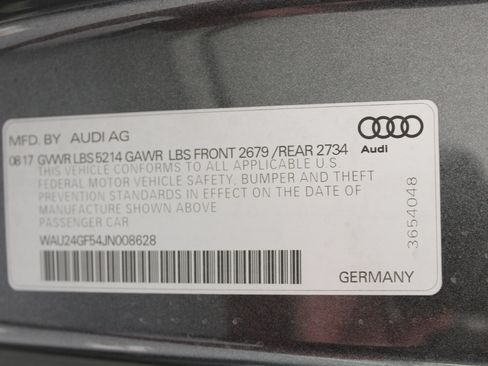 MFD. BY AUDI AG
08 17 GVWR LBS 5214 GAWR LBS FRONT 2679 / REAR 2734
THIS VEHICLE CONFORMS TO ALL APPLICABLE U S
FEDERAL MOTOR VEHICLE SAFETY, BUMPER AND THEFT
PREVENTION STANDARDS IN EFFECT ON THE DATE OF
MANUFACTURE SHOWN ABOVE
PASSENGER CAR
WAU24GF54JN008628
Audi
3654048
GERMANY